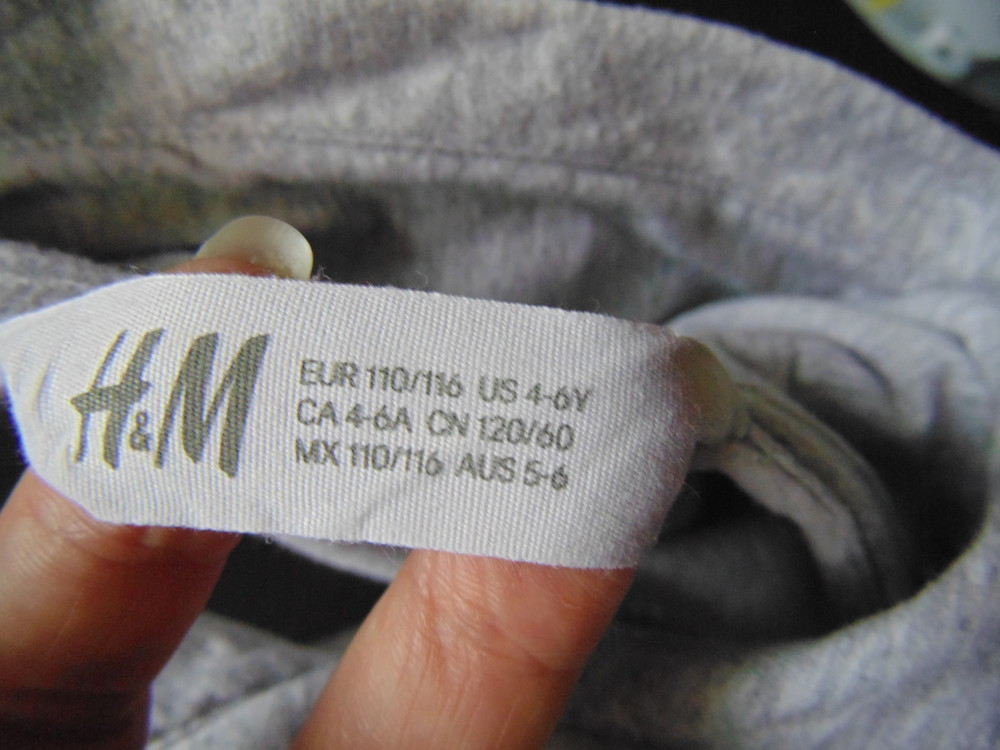 H&M
EUR 110/116 US 4-6Y
CA 4-6A CN 120/60
MX 110/116 AUS 5-6